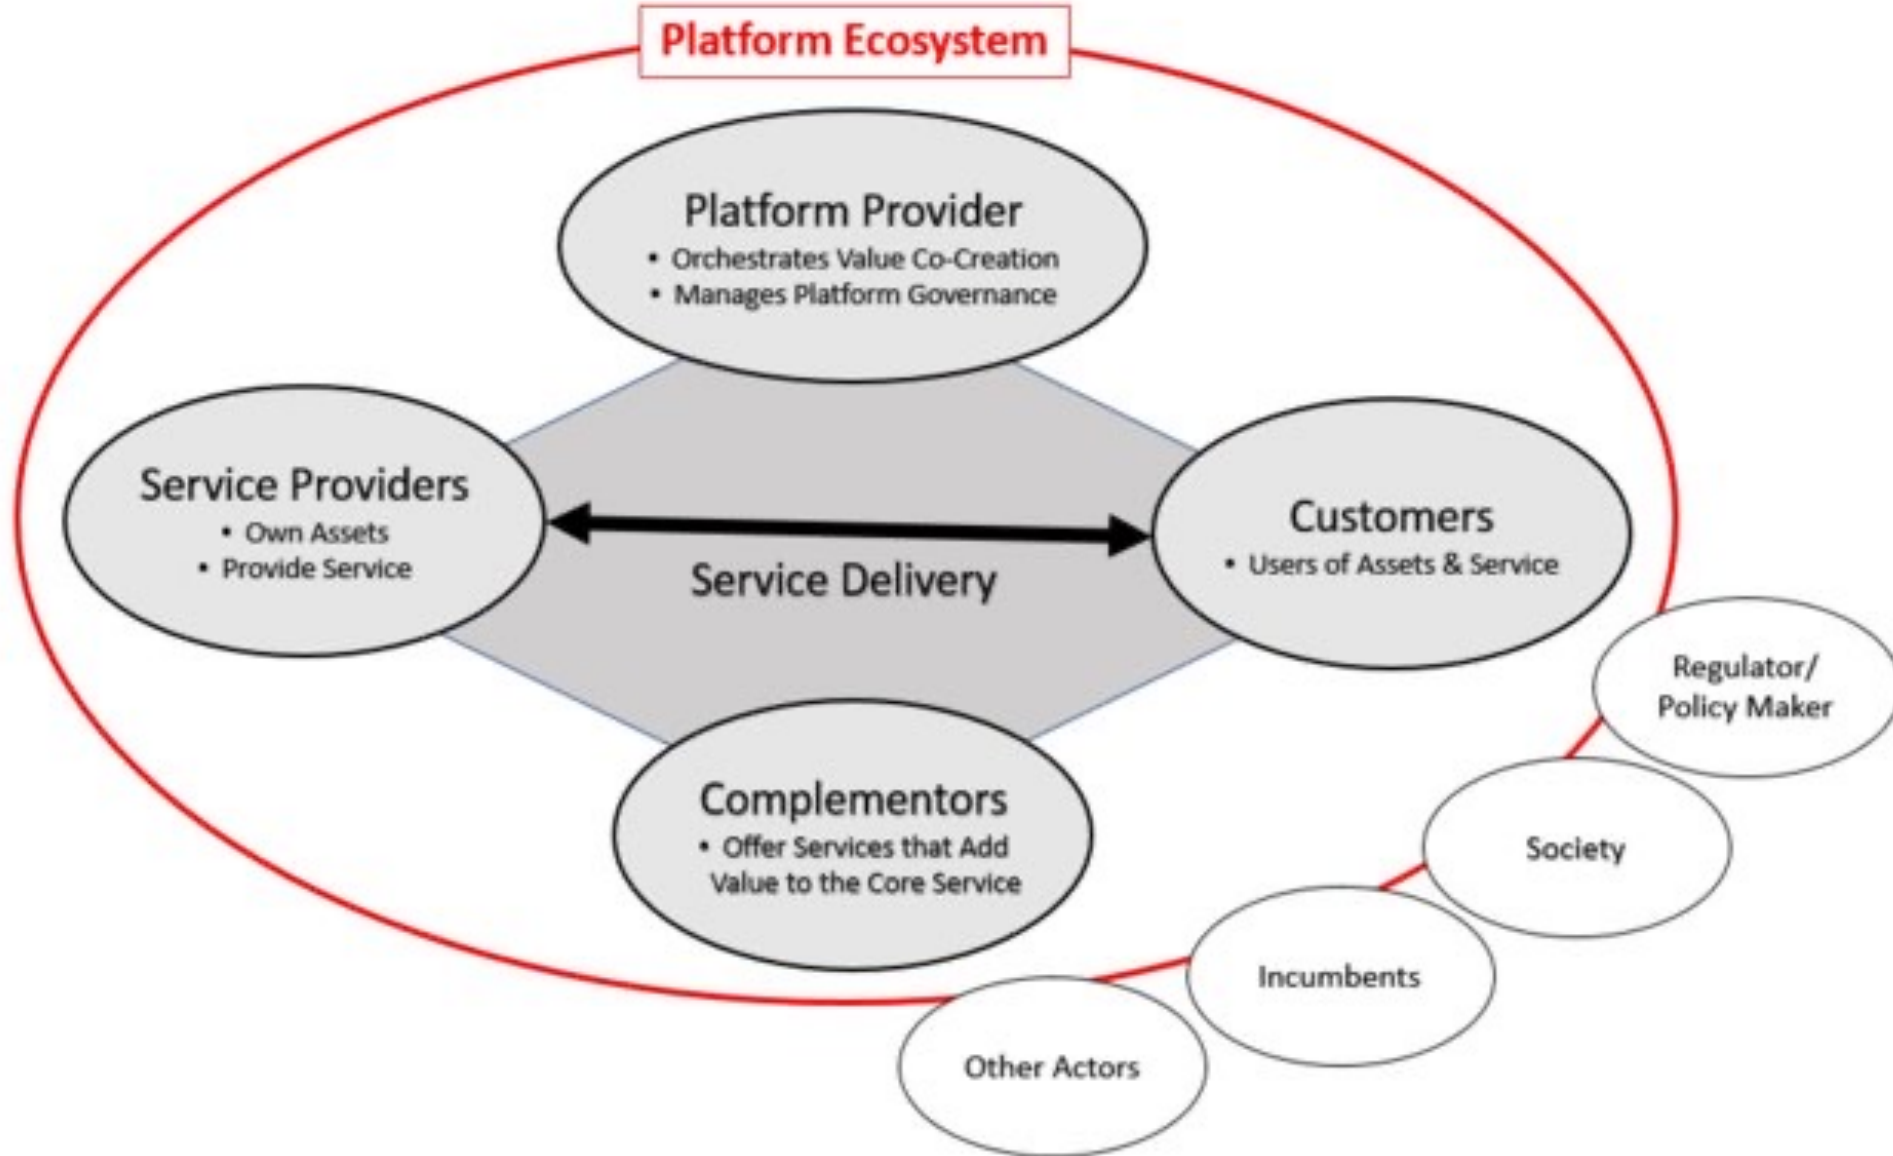 Platform Ecosystem
Platform Provider
• Orchestrates Value Co-Creation
• Manages Platform Governance
Service Providers
• Own Assets
• Provide Service
Service Delivery
Customers
• Users of Assets & Service
Complementors
• Offer Services that Add
Value to the Core Service
Regulator/
Policy Maker
Society
Incumbents
Other Actors